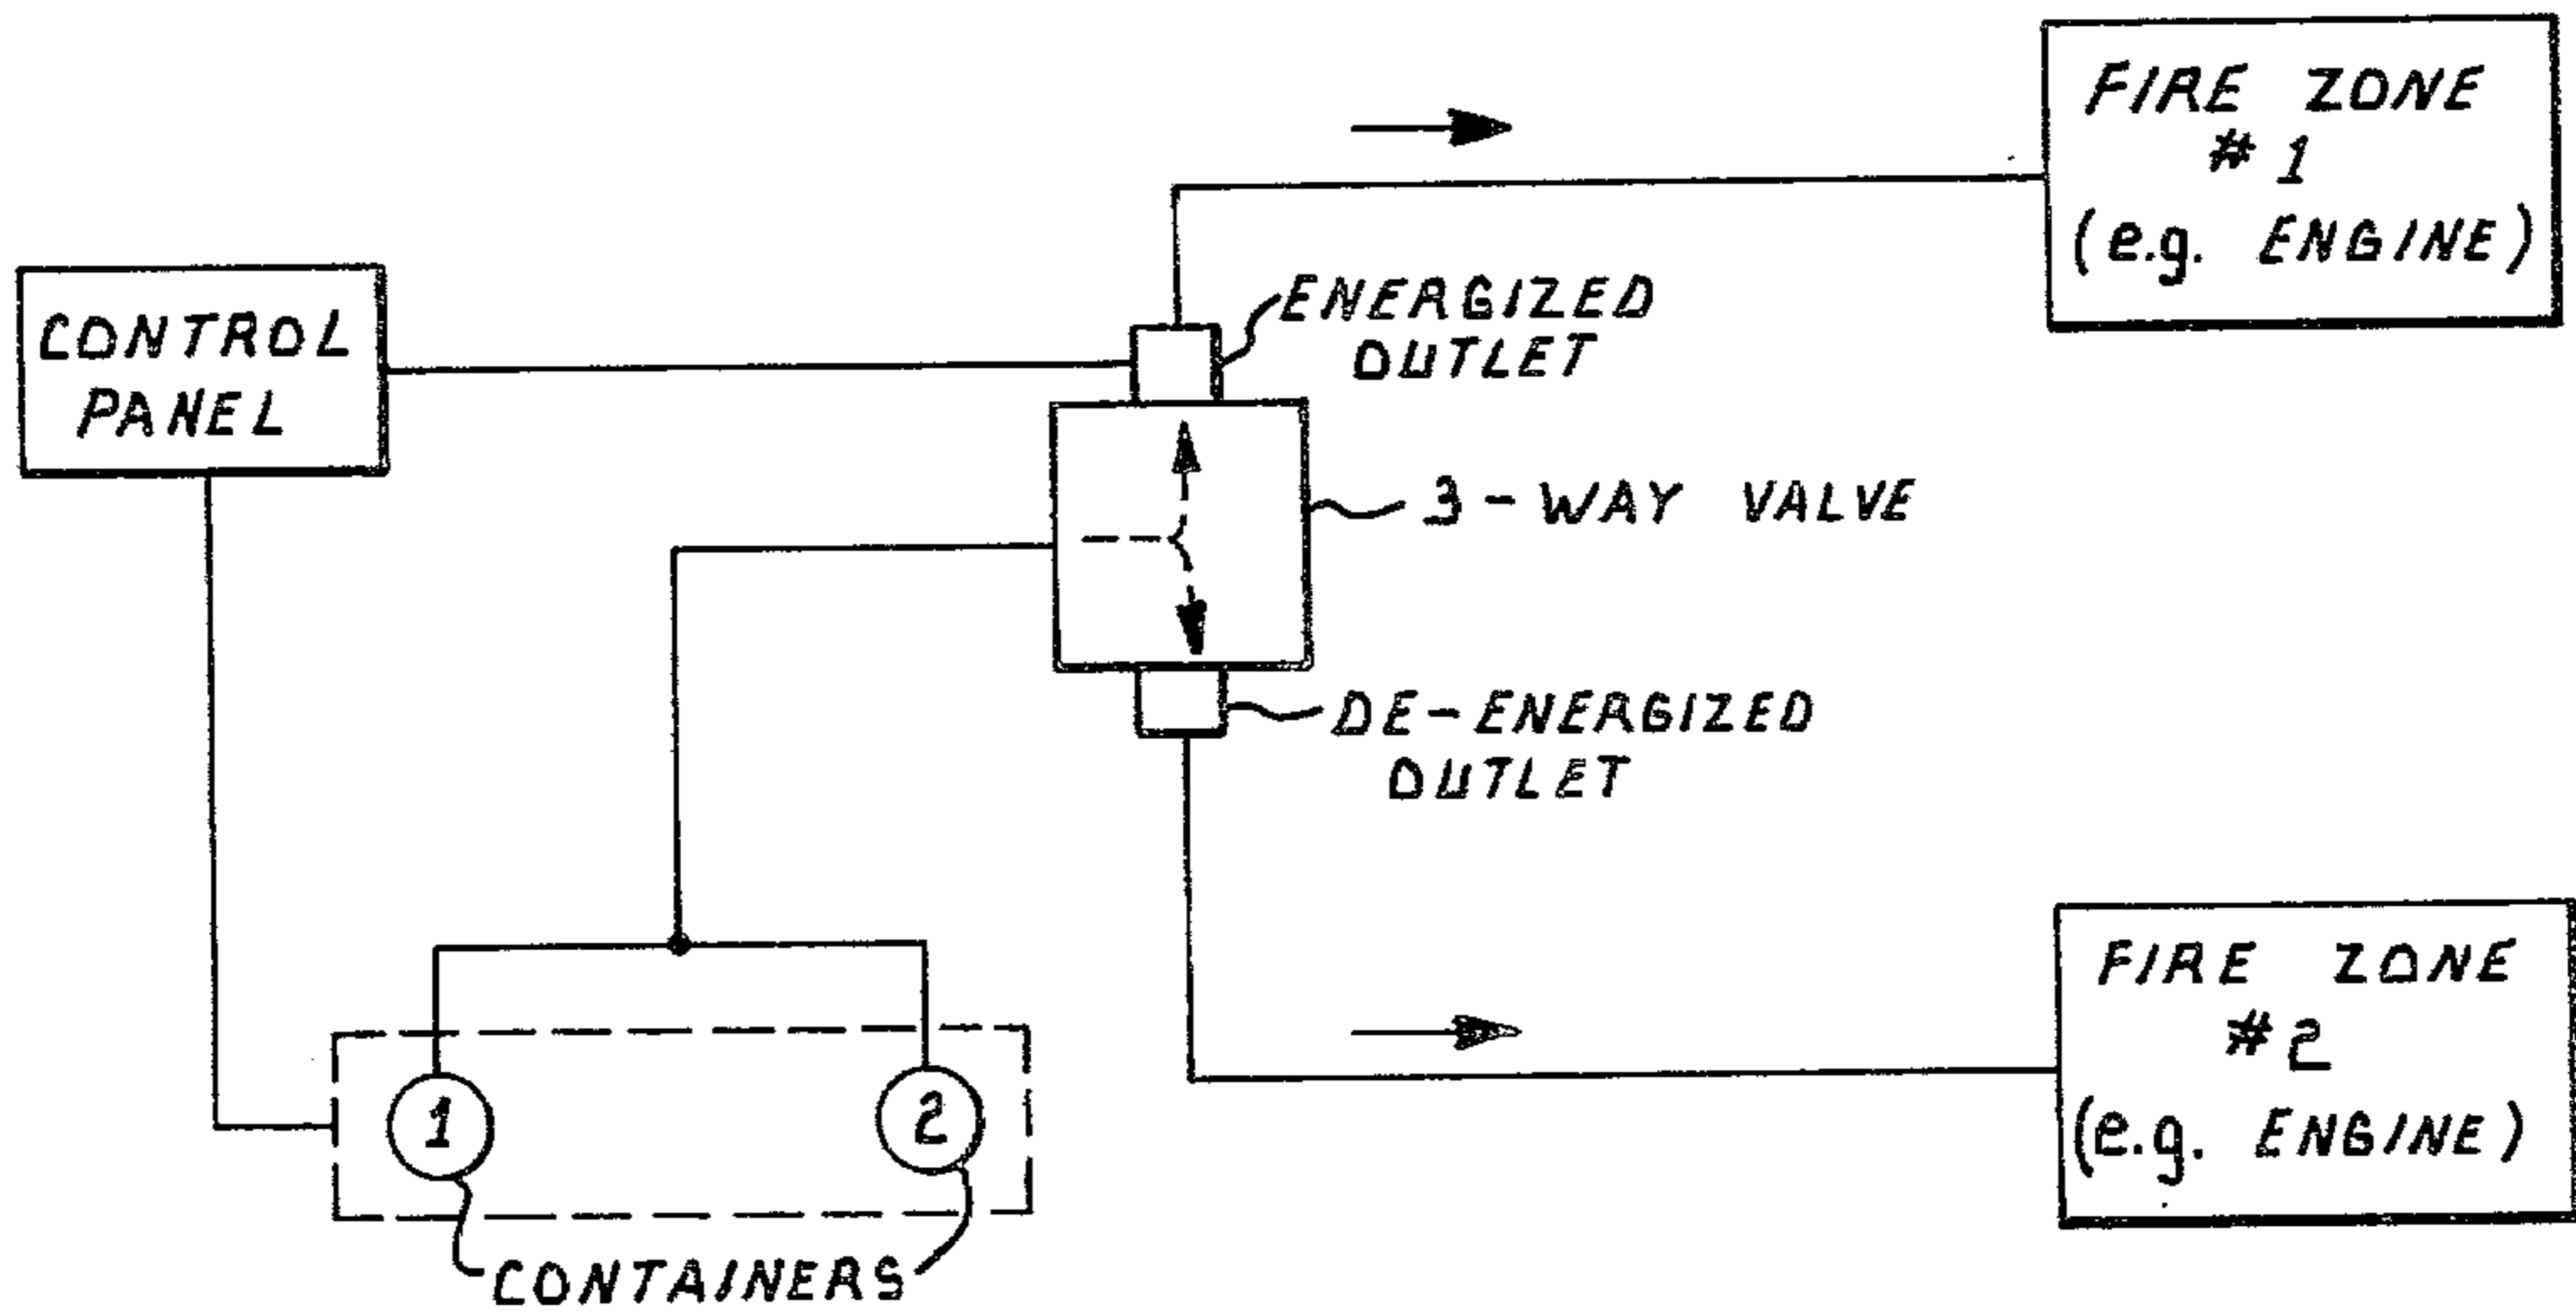 FIRE ZONE
# 1
(e.g. ENGINE)
CONTROL
PANEL
ENERGIZED
OUTLET
3-WAY VALVE
DE-ENERGIZED
OUTLET
FIRE ZONE
#2
(e.g. ENGINE)
1
2
CONTAINERS